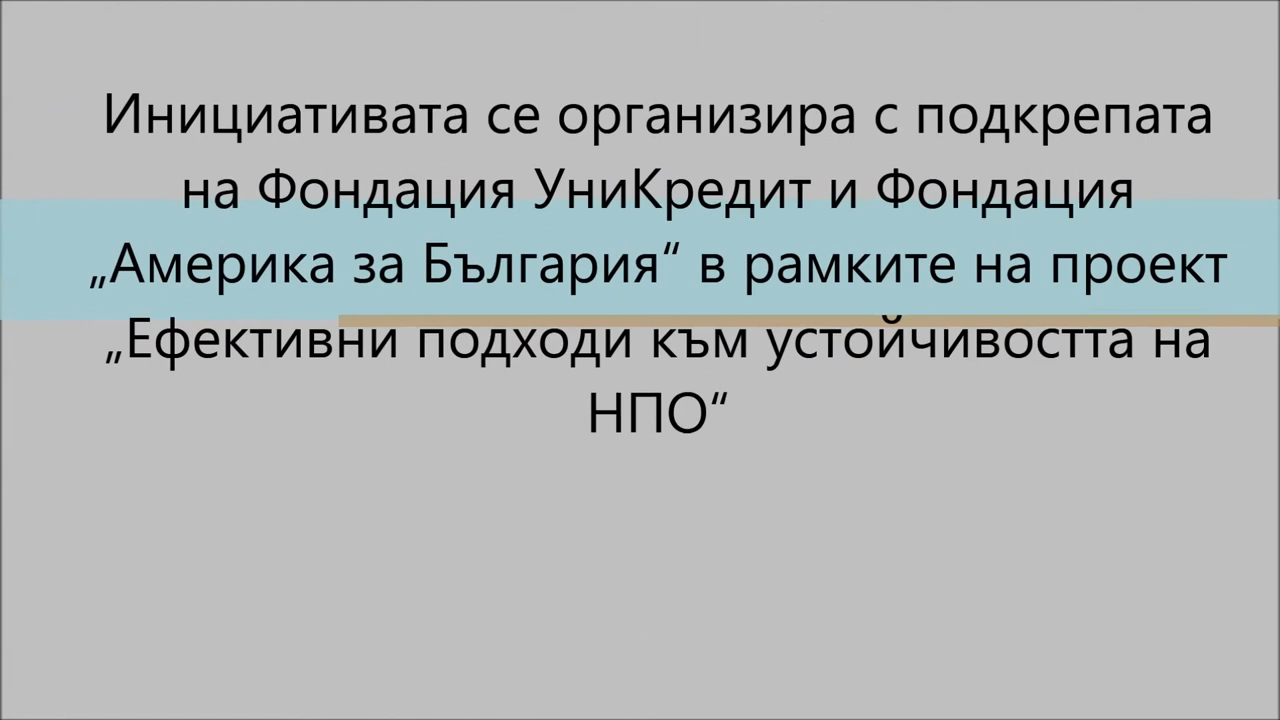 Инициативата се организира с подкрепата
на Фондация УниКредит и Фондация
„Америка за България“ в рамките на проект
„Ефективни подходи към устойчивостта на
НПО“